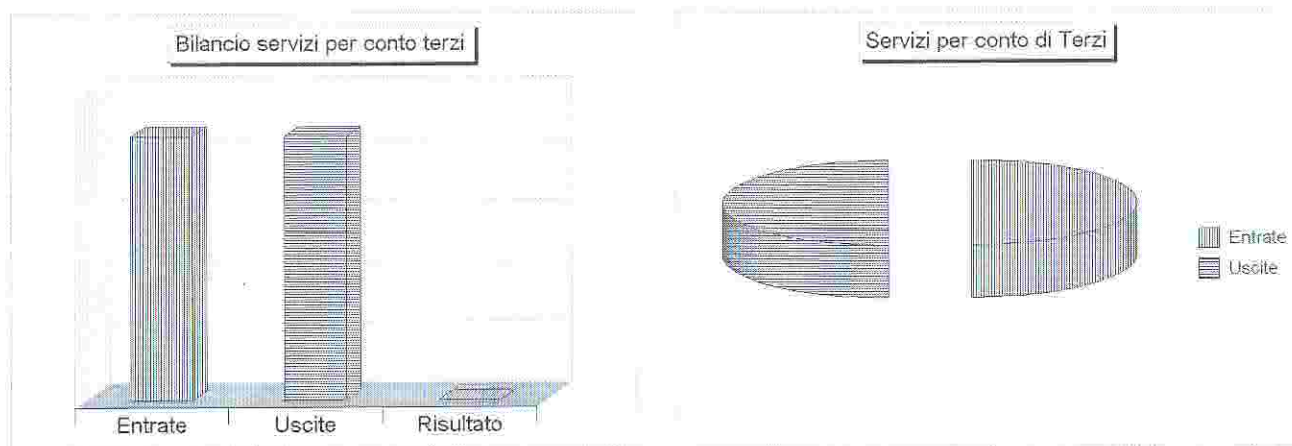 Bilancio servizi per conto terzi
Entrate
Uscite
Risultato
Servizi per conto di Terzi
Entrate
Uscite